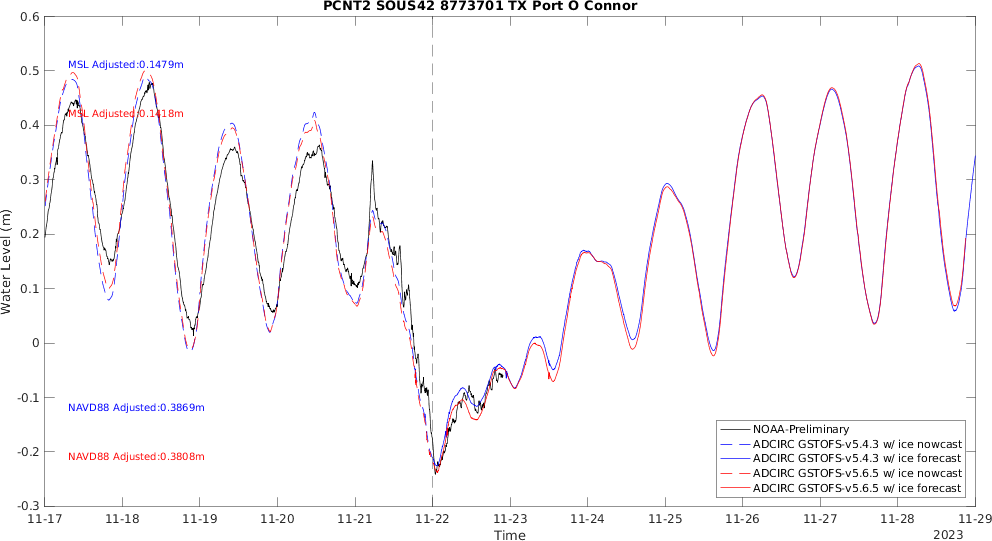 PCNT2 SOUS42 8773701 TX Port O Connor
0.6
0.5
0.4
0.3
0.2
0.1
0
-0.1
-0.2
-0.3
Water Level (m)
MSL Adjusted:0.1479m
MSL Adjusted:0.1418m
NAVD88 Adjusted:0.3869m
NAVD88 Adjusted:0.3808m
NOAA-Preliminary
ADCIRC GSTOFS-v5.4.3 w/ ice nowcast
ADCIRC GSTOFS-v5.4.3 w/ ice forecast
ADCIRC GSTOFS-v5.6.5 w/ ice nowcast
ADCIRC GSTOFS-v5.6.5 w/ ice forecast
11-17 11-18 11-19 11-20 11-21 11-22 11-23 11-24 11-25 11-26 11-27 11-28 11-29
Time
2023